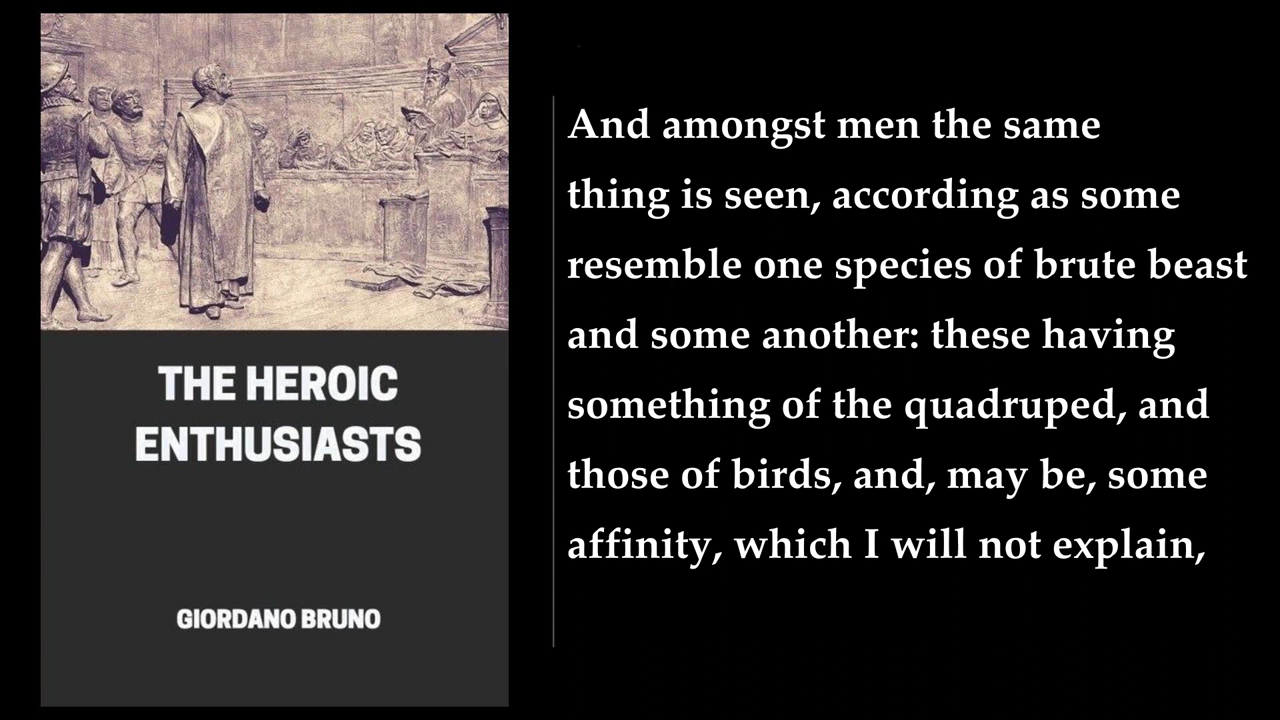 THE HEROIC
ENTHUSIASTS
GIORDANO BRUNO
And amongst men the same
thing is seen, according as some
resemble one species of brute beast
and some another: these having
something of the quadruped, and
those of birds, and, may be, some
affinity, which I will not explain,